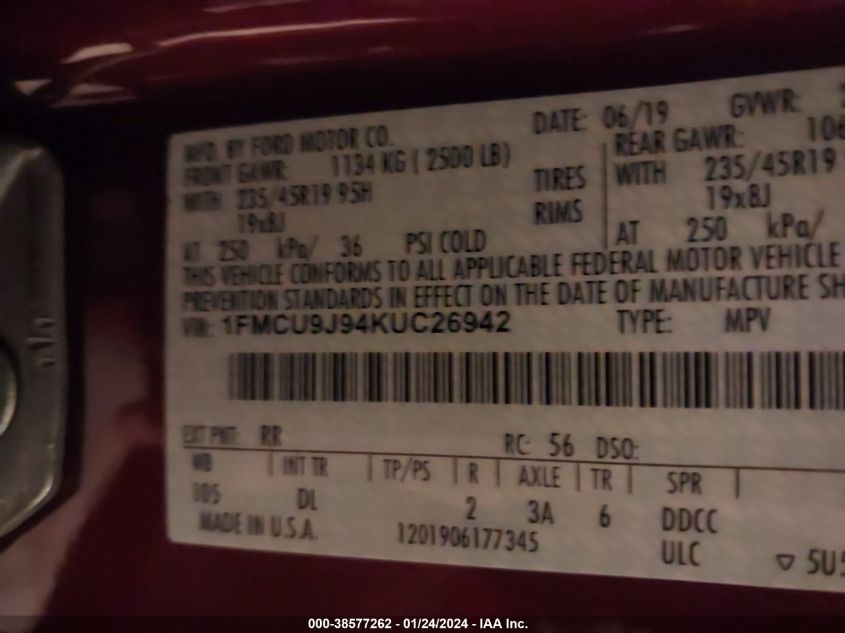 MFD. BY FORD MOTOR CO.
DATE: 06/19
GVWR:
FRONT GAWR: 1134 KG ( 2500 LB)
REAR GAWR: 106
WITH 235/45R19 95H
TIRES
WITH 235/45R19
19x8J
RIMS
19x8J
AT 250 kPa/ 36 PSI COLD
AT 250 kPa/
THIS VEHICLE CONFORMS TO ALL APPLICABLE FEDERAL MOTOR VEHICLE
PREVENTION STANDARDS IN EFFECT ON THE DATE OF MANUFACTURE SH
VIN: 1FMCU9J94KUC26942
TYPE: MPV
EXT PNT: RR RC: 56 DSO:
WB INT TR TP/PS R AXLE TR SPR
105 DL 2 3A 6 DDCC
MADE IN U.S.A. 1201906177345 ULC
▽ 5U5
000-38577262 - 01/24/2024 - IAA Inc.